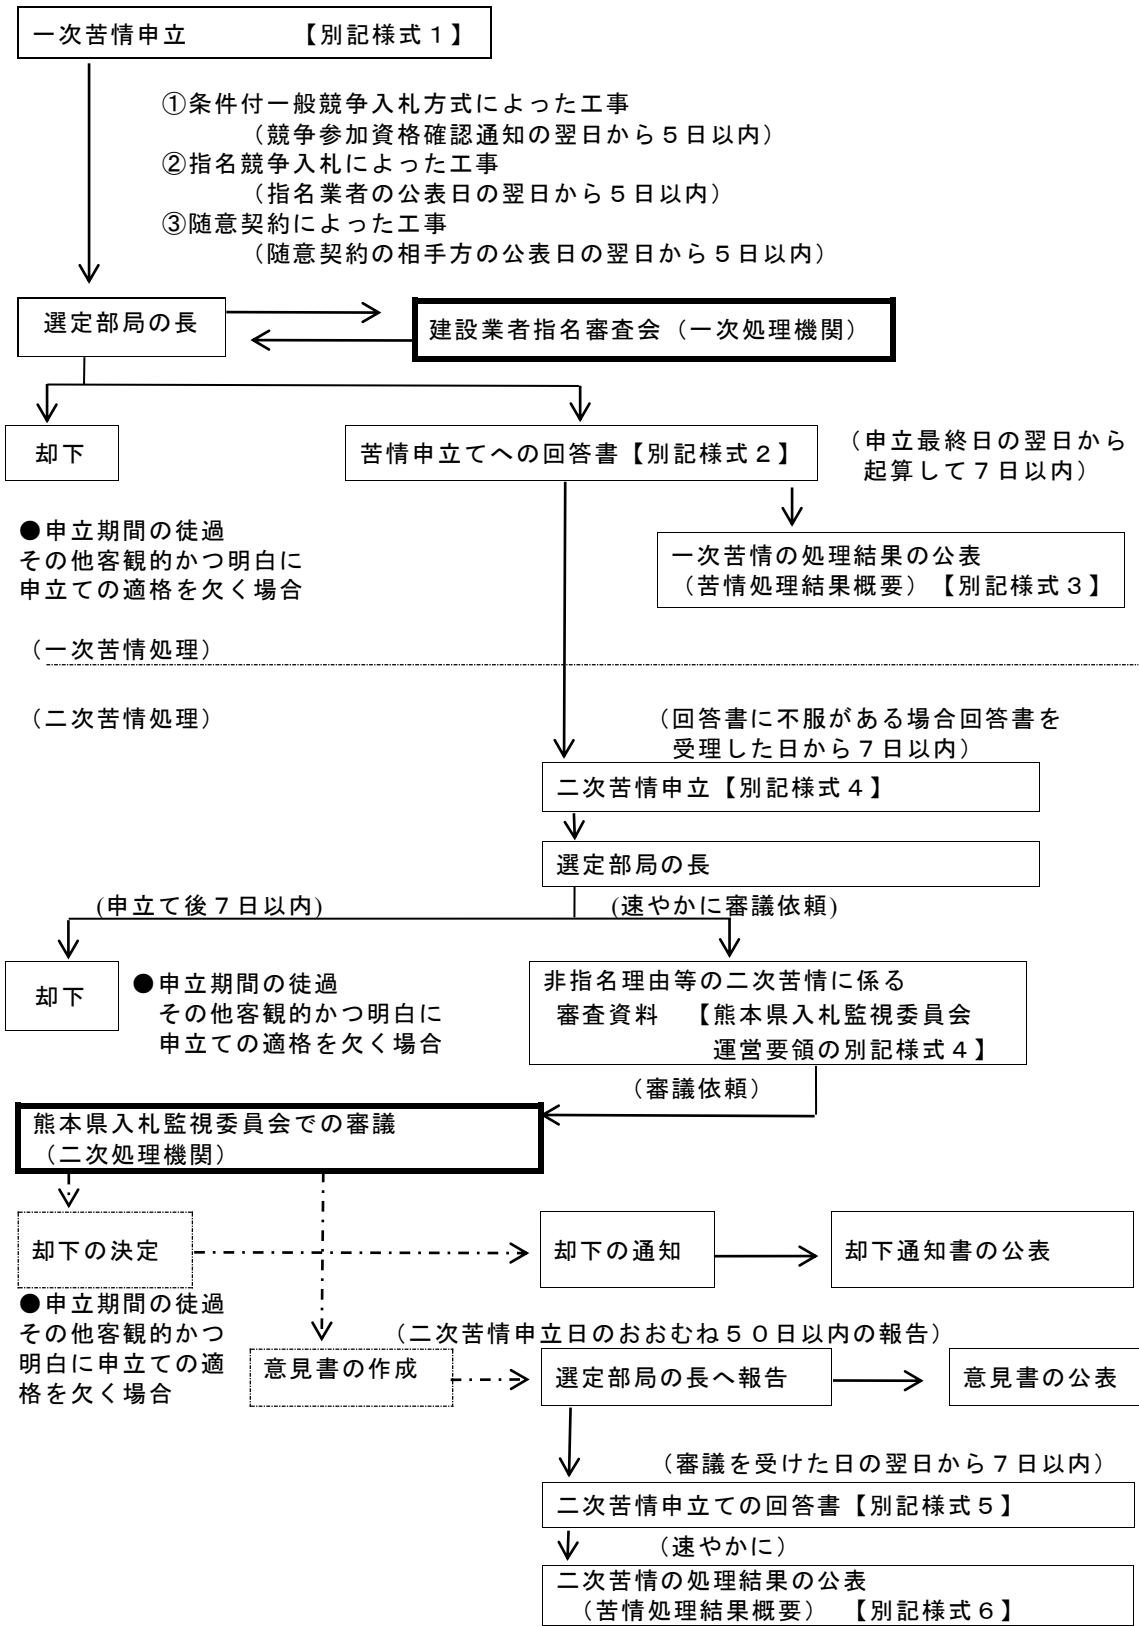 一次苦情申立　　　　【別記様式１】
①条件付一般競争入札方式によった工事
（競争参加資格確認通知の翌日から５日以内）
②指名競争入札によった工事
（指名業者の公表日の翌日から５日以内）
③随意契約によった工事
（随意契約の相手方の公表日の翌日から５日以内）
選定部局の長
建設業者指名審査会（一次処理機関）
却下
苦情申立てへの回答書【別記様式２】
（申立最終日の翌日から
起算して７日以内）
●申立期間の徒過
その他客観的かつ明白に
申立ての適格を欠く場合
一次苦情の処理結果の公表
（苦情処理結果概要）【別記様式３】
（一次苦情処理）
（二次苦情処理）
（回答書に不服がある場合回答書を
受理した日から７日以内）
二次苦情申立【別記様式４】
選定部局の長
(申立て後７日以内)
(速やかに審議依頼)
却下
●申立期間の徒過
その他客観的かつ明白に
申立ての適格を欠く場合
非指名理由等の二次苦情に係る
審査資料　【熊本県入札監視委員会
運営要領の別記様式４】
（審議依頼）
熊本県入札監視委員会での審議
（二次処理機関）
却下の決定
却下の通知
却下通知書の公表
●申立期間の徒過
その他客観的かつ
明白に申立ての適
格を欠く場合
（二次苦情申立日のおおむね５０日以内の報告）
意見書の作成
選定部局の長へ報告
意見書の公表
（審議を受けた日の翌日から７日以内）
二次苦情申立ての回答書【別記様式５】
（速やかに）
二次苦情の処理結果の公表
（苦情処理結果概要）　【別記様式６】